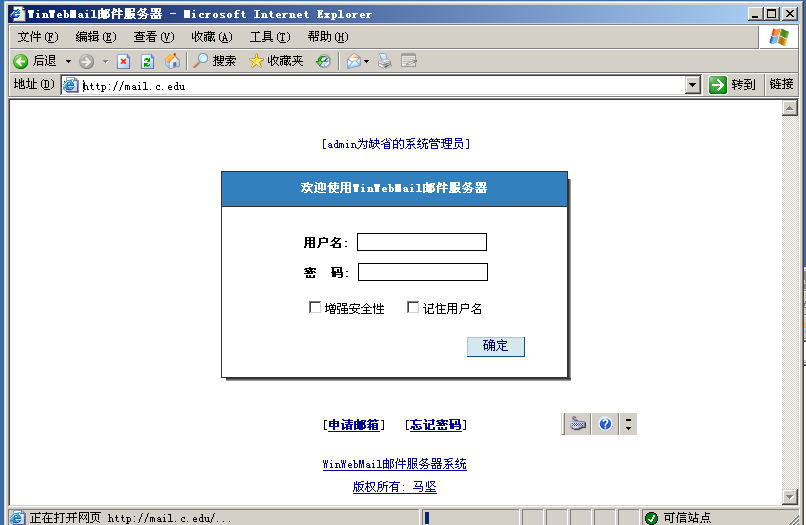 WinWebMail邮件服务器 - Microsoft Internet Explorer
文件(F) 编辑(E) 查看(V) 收藏(A) 工具(T) 帮助(H)
后退 搜索 收藏夹
地址(D) http://mail.c.edu 转到 链接
[admin为缺省的系统管理员]
欢迎使用WinWebMail邮件服务器
用户名:
密 码:
增强安全性 记住用户名
确定
[申请邮箱] [忘记密码]
WinWebMail邮件服务器系统
版权所有: 马坚
正在打开网页 http://mail.c.edu/... 可信站点